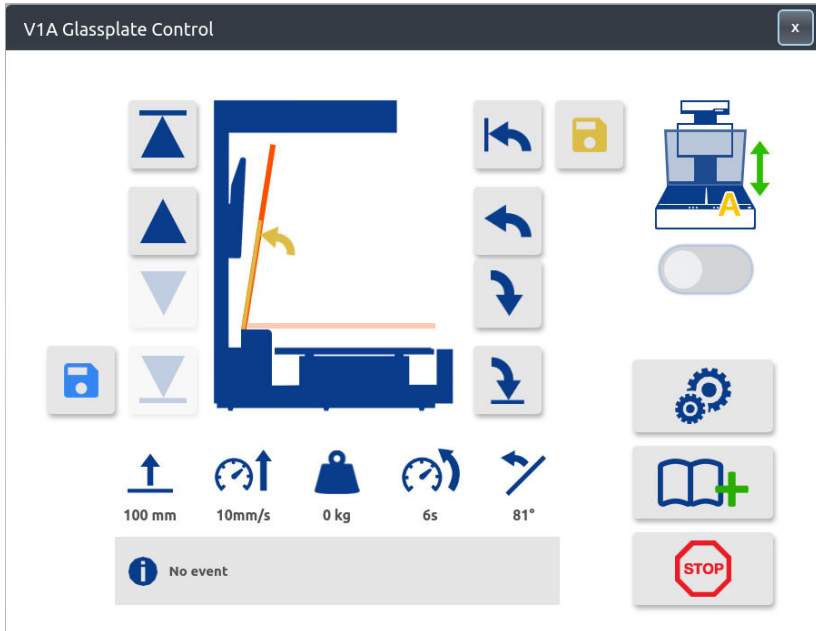 V1A Glassplate Control
x
A
100 mm
10mm/s
0 kg
6s
81°
No event
STOP